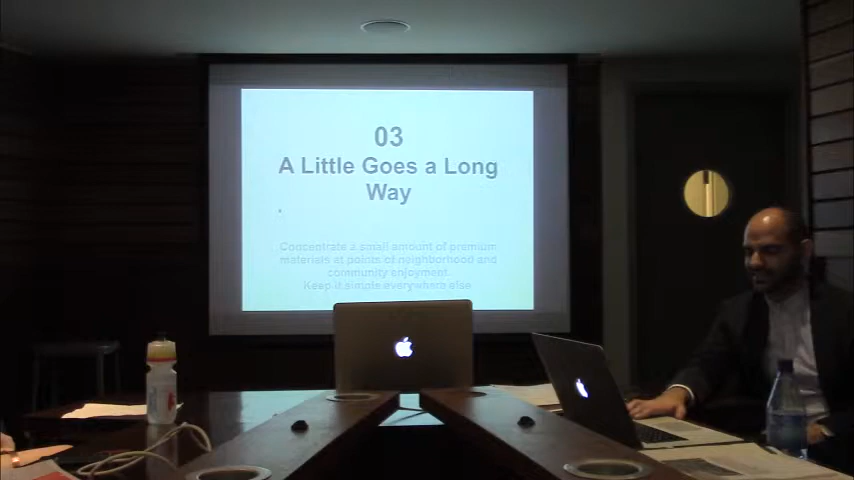 03
A Little Goes a Long
Way
Concentrate a small amount of premium
materials at points of neighborhood and
community enjoyment.
Keep it simple everywhere else